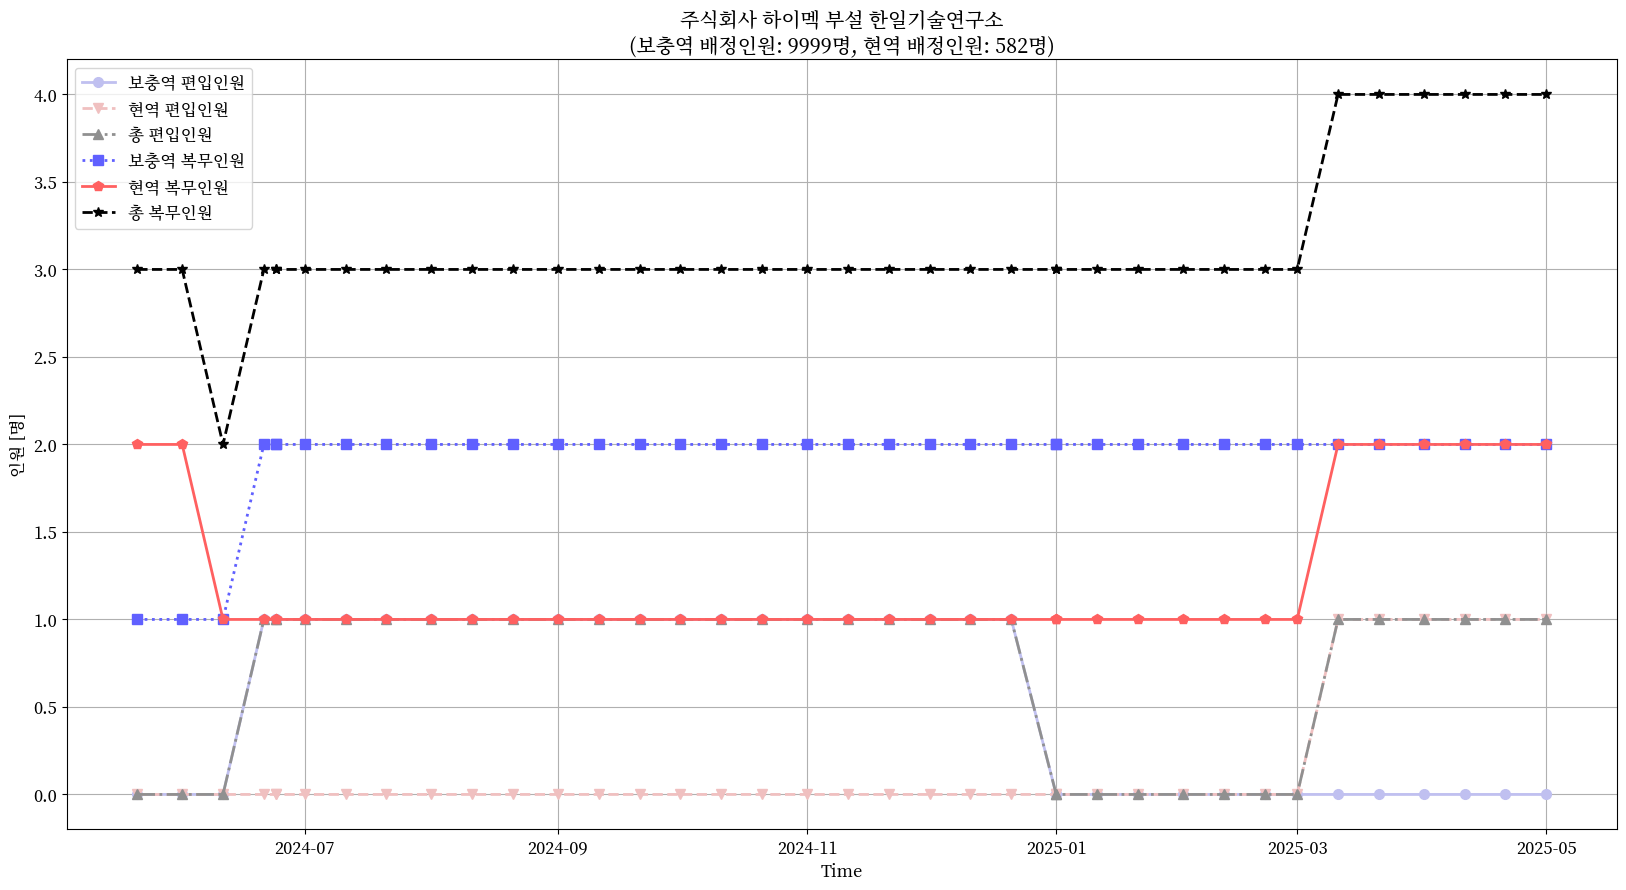 주식회사 하이멕 부설 한일기술연구소
(보충역 배정인원: 9999명, 현역 배정인원: 582명)
보충역 편입인원
현역 편입인원
총 편입인원
보충역 복무인원
현역 복무인원
총 복무인원
4.0
3.5
3.0
2.5
2.0
1.5
1.0
0.5
0.0
인원 [명]
2024-07
2024-09
2024-11
2025-01
2025-03
2025-05
Time